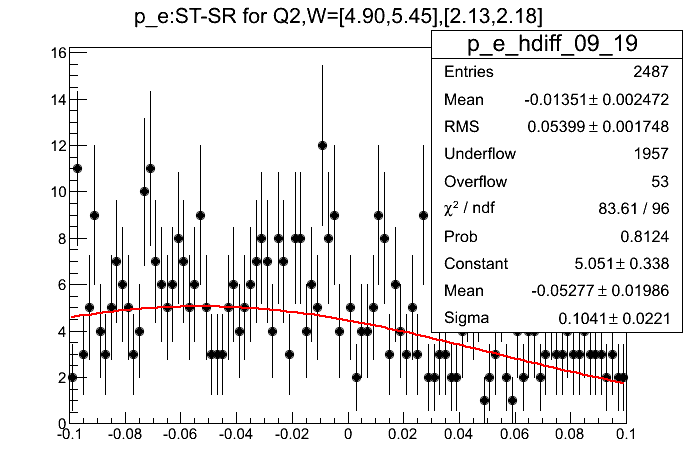 p_e:ST-SR for Q2,W=[4.90,5.45],[2.13,2.18]
p_e_hdiff_09_19
Entries 2487
Mean -0.01351± 0.002472
RMS 0.05399± 0.001748
Underflow 1957
Overflow 53
χ² / ndf 83.61 / 96
Prob 0.8124
Constant 5.051± 0.338
Mean -0.05277± 0.01986
Sigma 0.1041± 0.0221
16
14
12
10
8
6
4
2
0
-0.1 -0.08 -0.06 -0.04 -0.02 0 0.02 0.04 0.06 0.08 0.1